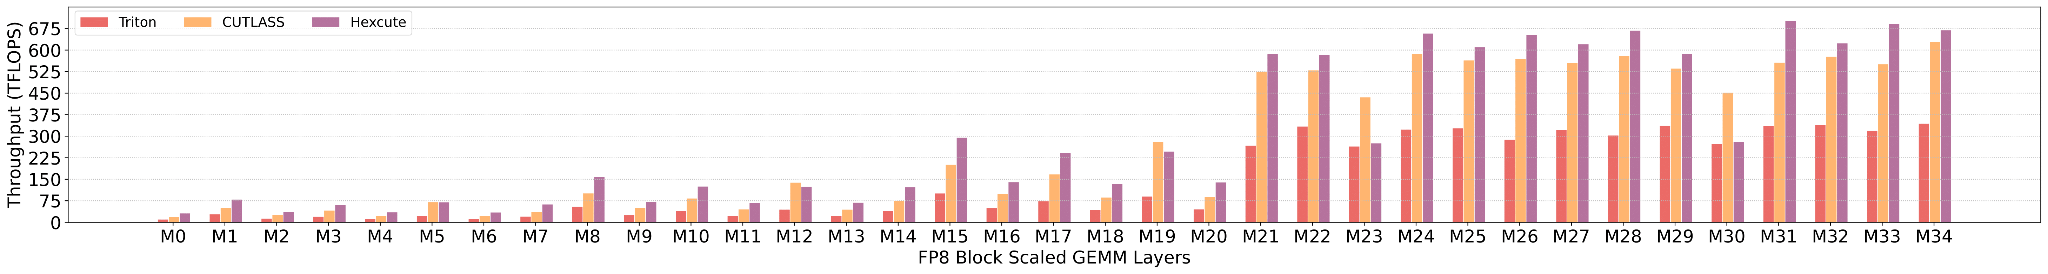 Triton CUTLASS Hexcute
Throughput (TFLOPS)
675
600
525
450
375
300
225
150
75
0
M0 M1 M2 M3 M4 M5 M6 M7 M8 M9 M10 M11 M12 M13 M14 M15 M16 M17 M18 M19 M20 M21 M22 M23 M24 M25 M26 M27 M28 M29 M30 M31 M32 M33 M34
FP8 Block Scaled GEMM Layers